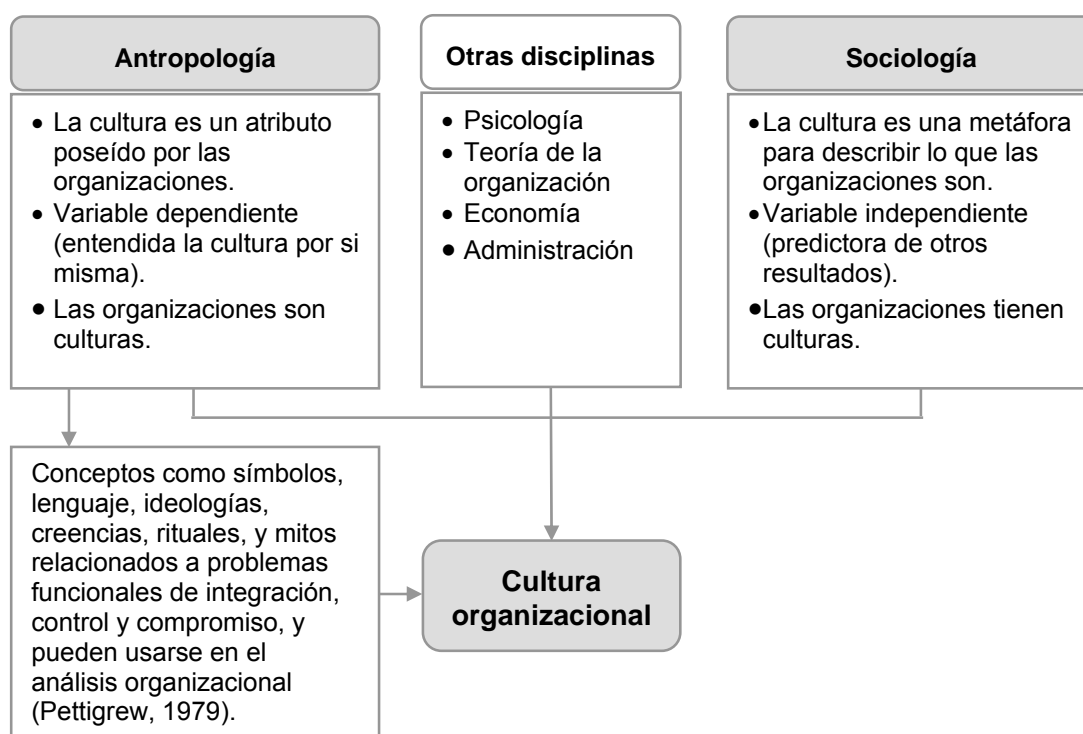 Antropología
• La cultura es un atributo
poseído por las
organizaciones.
• Variable dependiente
(entendida la cultura por si
misma).
• Las organizaciones son
culturas.
Otras disciplinas
• Psicología
• Teoría de la
organización
• Economía
• Administración
Sociología
•La cultura es una metáfora
para describir lo que las
organizaciones son.
•Variable independiente
(predictora de otros
resultados).
•Las organizaciones tienen
culturas.
Conceptos como símbolos,
lenguaje, ideologías,
creencias, rituales, y mitos
relacionados a problemas
funcionales de integración,
control y compromiso, y
pueden usarse en el
análisis organizacional
(Pettigrew, 1979).
Cultura
organizacional